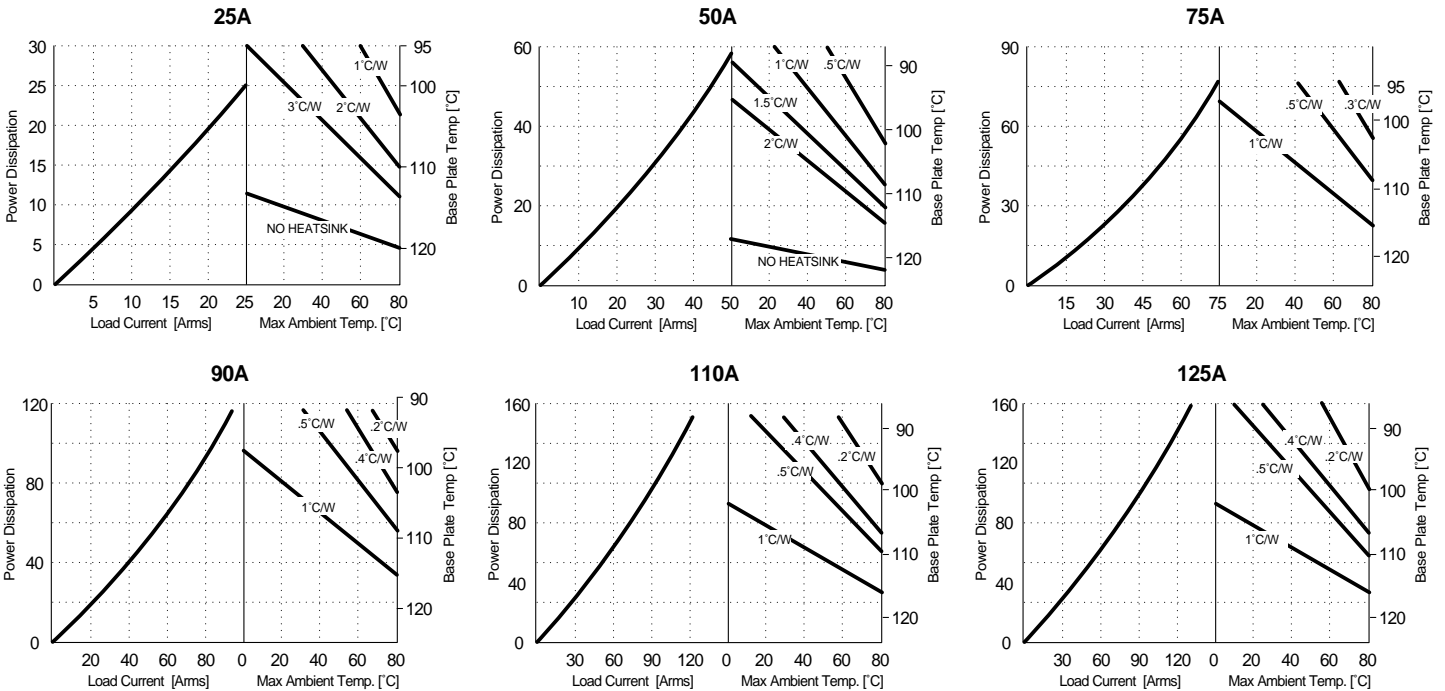 25A
50A
75A
30
25
20
15
10
5
0
Power Dissipation
1˚C/W
2˚C/W
3˚C/W
NO HEATSINK
95
100
110
120
Base Plate Temp [˚C]
5 10 15 20 25 20 40 60 80
Load Current [Arms] Max Ambient Temp. [˚C]
60
40
20
0
Power Dissipation
1˚C/W
.5˚C/W
1.5˚C/W
2˚C/W
NO HEATSINK
90
100
110
120
Base Plate Temp [˚C]
10 20 30 40 50 20 40 60 80
Load Current [Arms] Max Ambient Temp. [˚C]
90
60
30
0
Power Dissipation
.5˚C/W
.3˚C/W
1˚C/W
95
100
110
120
Base Plate Temp [˚C]
15 30 45 60 75 20 40 60 80
Load Current [Arms] Max Ambient Temp. [˚C]
90A
110A
125A
120
80
40
0
Power Dissipation
.5˚C/W
.2˚C/W
.4˚C/W
1˚C/W
90
100
110
120
Base Plate Temp [˚C]
20 40 60 80 0 20 40 60 80
Load Current [Arms] Max Ambient Temp. [˚C]
160
120
80
40
0
Power Dissipation
.4˚C/W
.2˚C/W
.5˚C/W
1˚C/W
90
100
110
120
Base Plate Temp [˚C]
30 60 90 120 0 20 40 60 80
Load Current [Arms] Max Ambient Temp. [˚C]
160
120
80
40
0
Power Dissipation
.4˚C/W
.2˚C/W
.5˚C/W
1˚C/W
90
100
110
120
Base Plate Temp [˚C]
30 60 90 120 0 20 40 60 80
Load Current [Arms] Max Ambient Temp. [˚C]